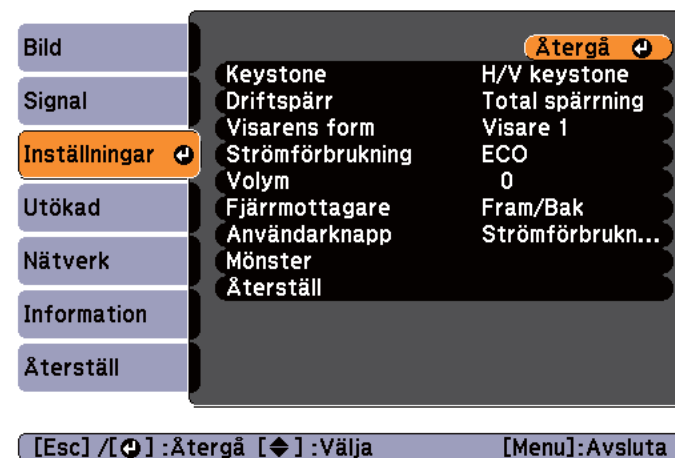 Bild
Signal
Inställningar
Utökad
Nätverk
Information
Återställ
Återgå
Keystone H/V keystone
Driftspärr Total spärrning
Visarens form Visare 1
Strömförbrukning ECO
Volym 0
Fjärrmottagare Fram/Bak
Användarknapp Strömförbrukn...
Mönster
Återställ
[Esc] /[⏎] :Återgå [◆] :Välja [Menu]:Avsluta